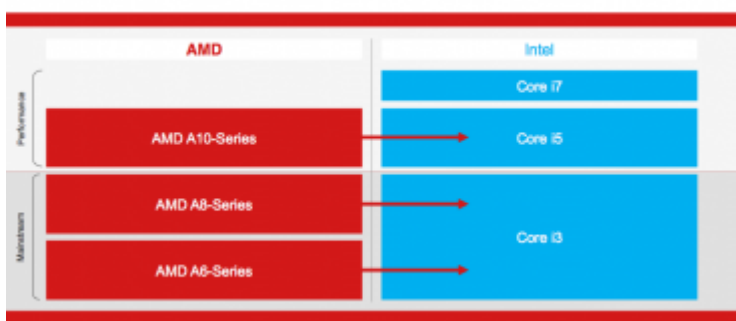 AMD
Intel
Performance
Core i7
AMD A10-Series
Core i5
Mainstream
AMD A8-Series
Core i3
AMD A6-Series